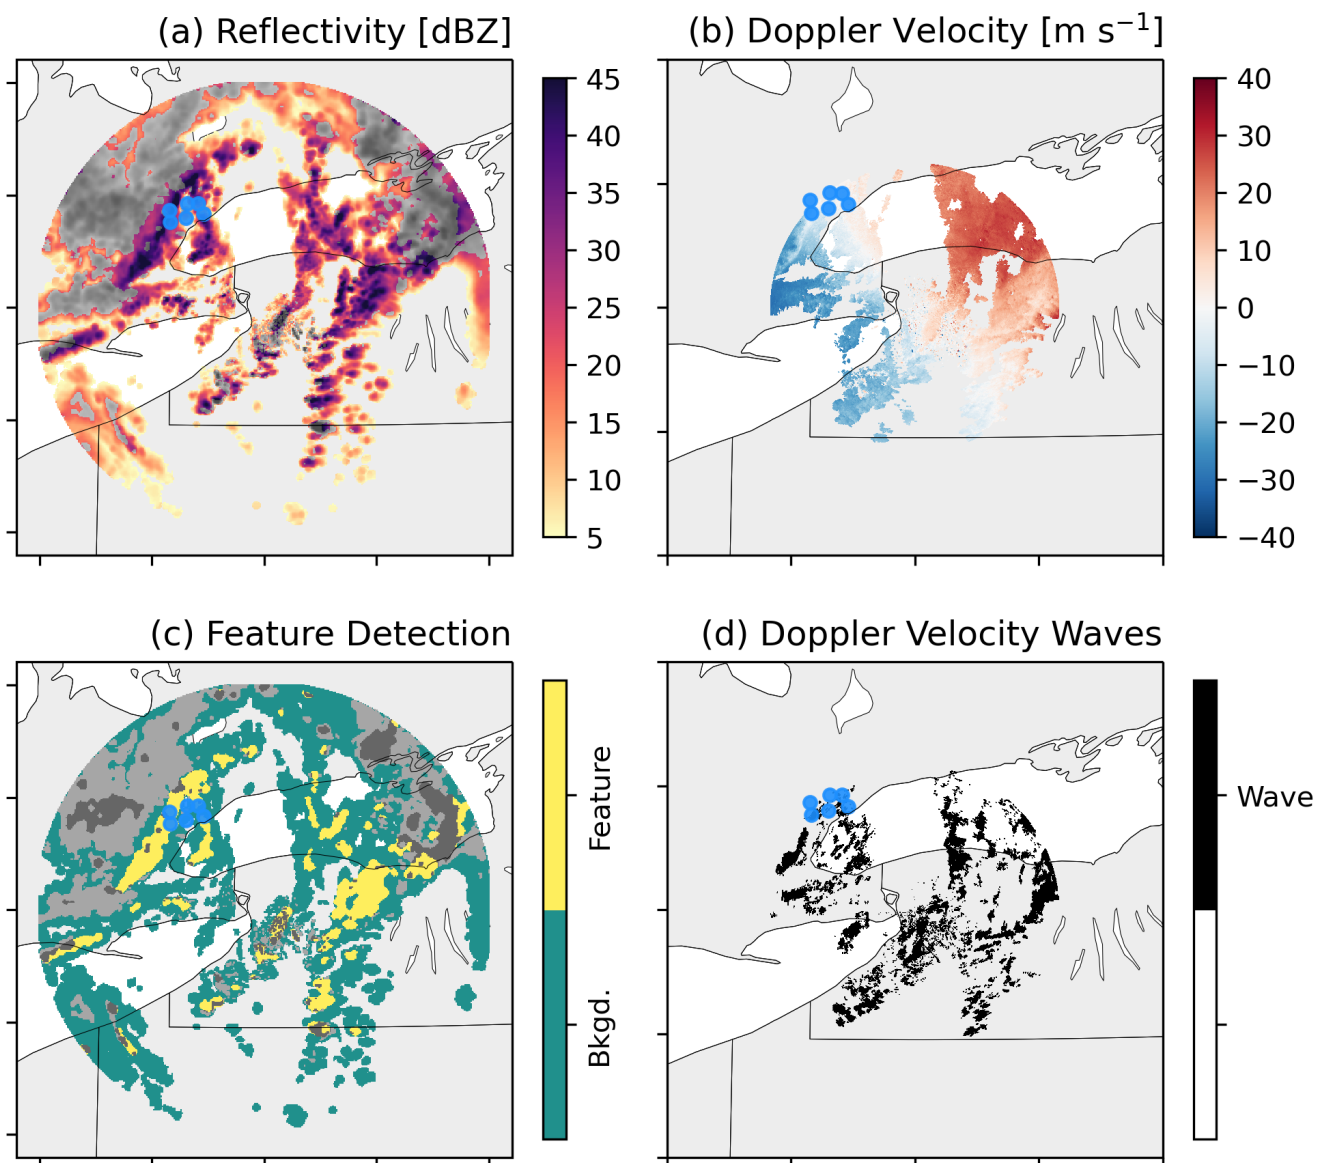 (a) Reflectivity [dBZ]
45
40
35
30
25
20
15
10
5
(b) Doppler Velocity [m s⁻¹]
40
30
20
10
0
−10
−20
−30
−40
(c) Feature Detection
Feature
Bkgd.
(d) Doppler Velocity Waves
Wave